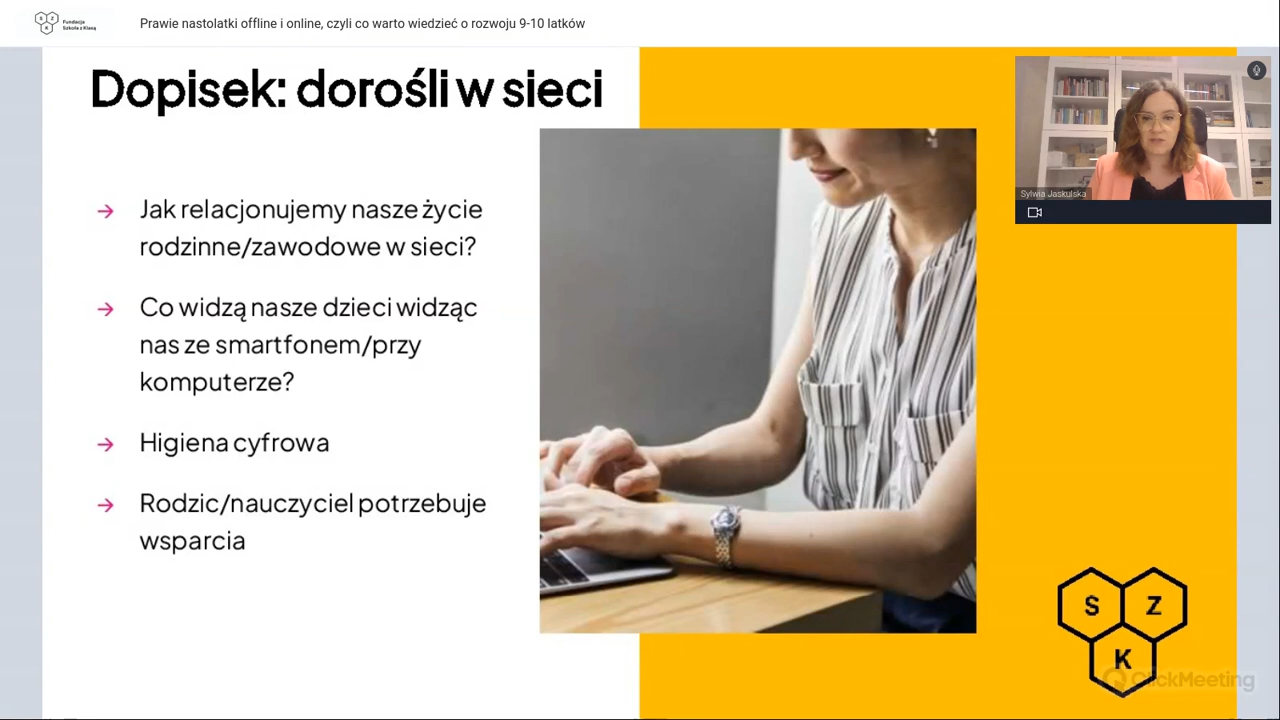 S Z K Fundacja
Szkoła z Klasą
Prawie nastolatki offline i online, czyli co warto wiedzieć o rozwoju 9-10 latków
Dopisek: dorośli w sieci
→ Jak relacjonujemy nasze życie
rodzinne/zawodowe w sieci?
→ Co widzą nasze dzieci widząc
nas ze smartfonem/przy
komputerze?
→ Higiena cyfrowa
→ Rodzic/nauczyciel potrzebuje
wsparcia
Sylwia Jaskulska
S Z
K
ClickMeeting